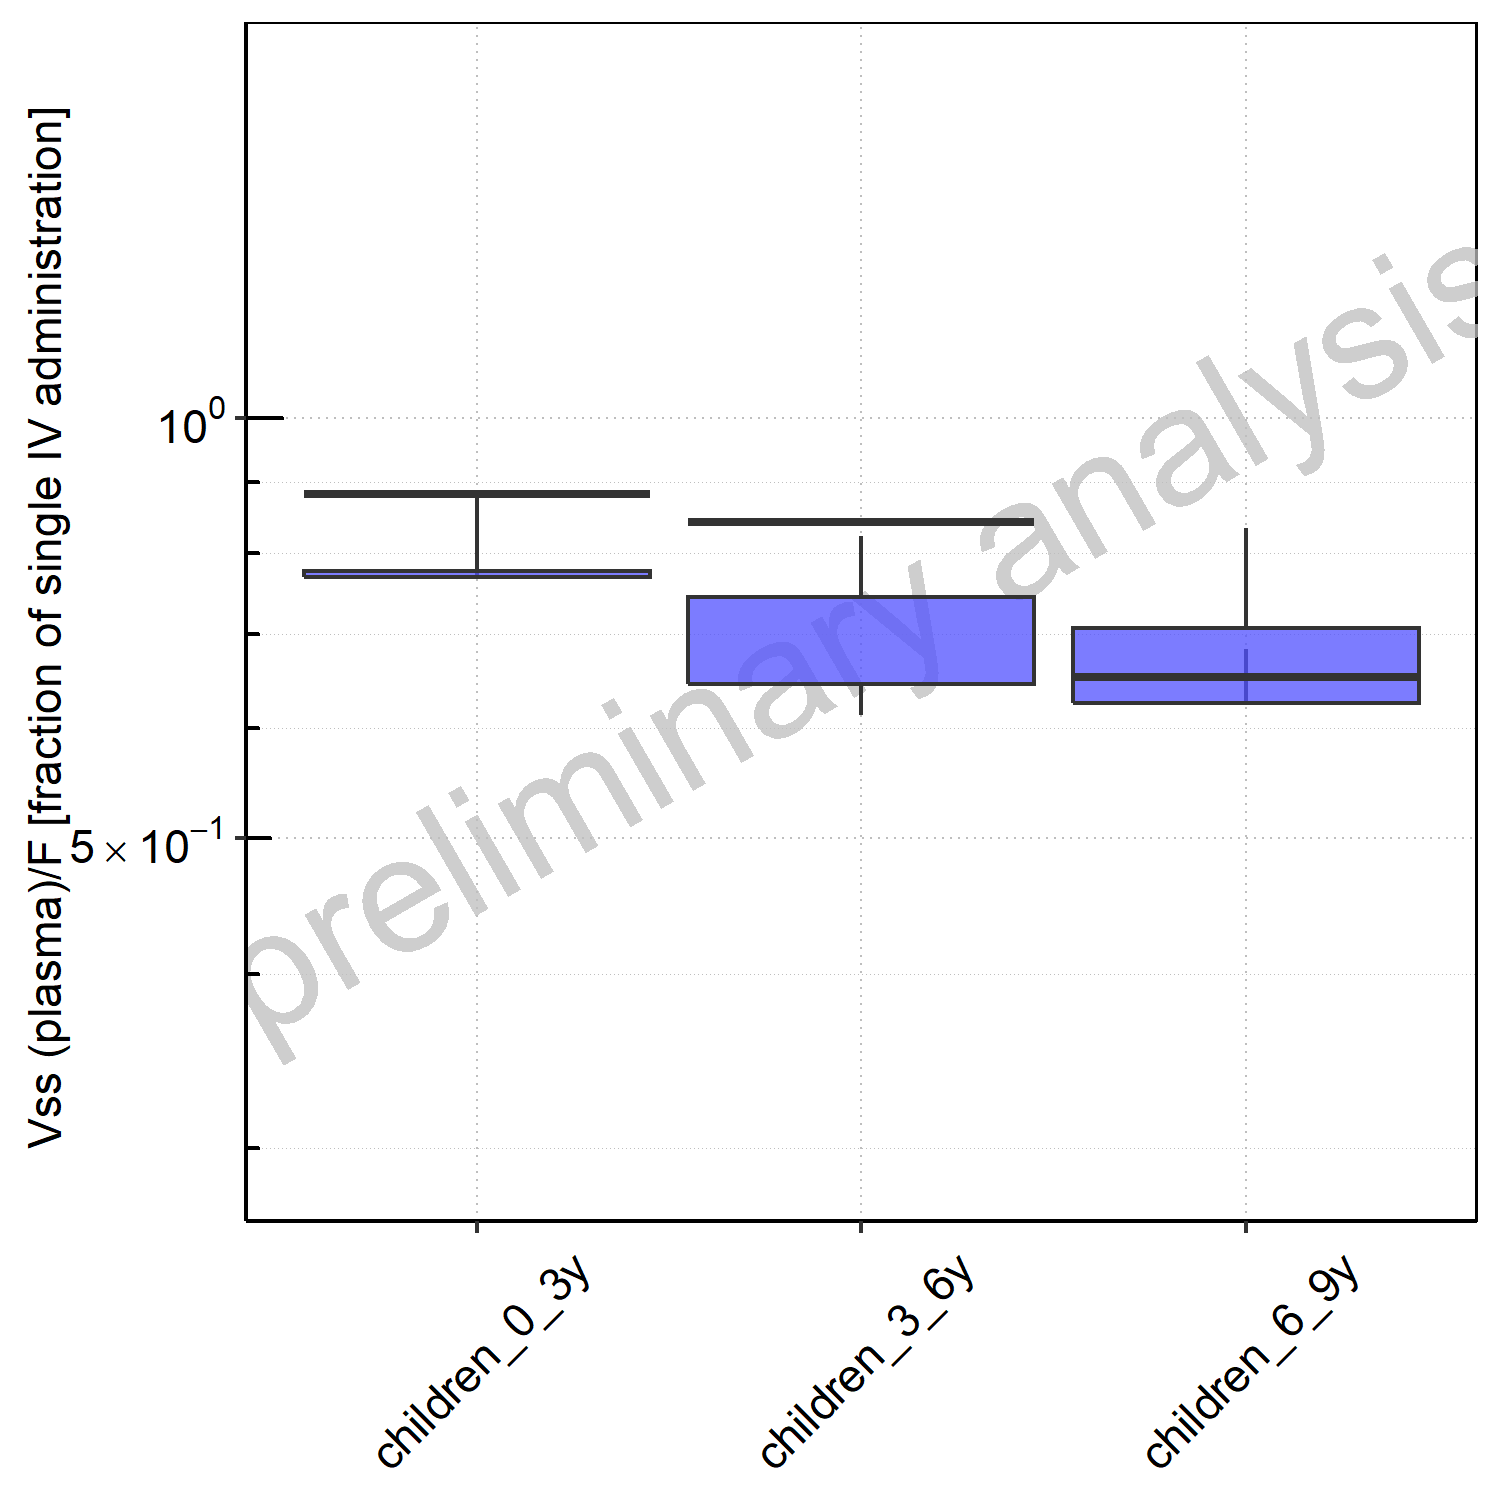 Vss (plasma)/F [fraction of single IV administration]
10⁰
5 × 10⁻¹
preliminary analysis
children_0_3y
children_3_6y
children_6_9y